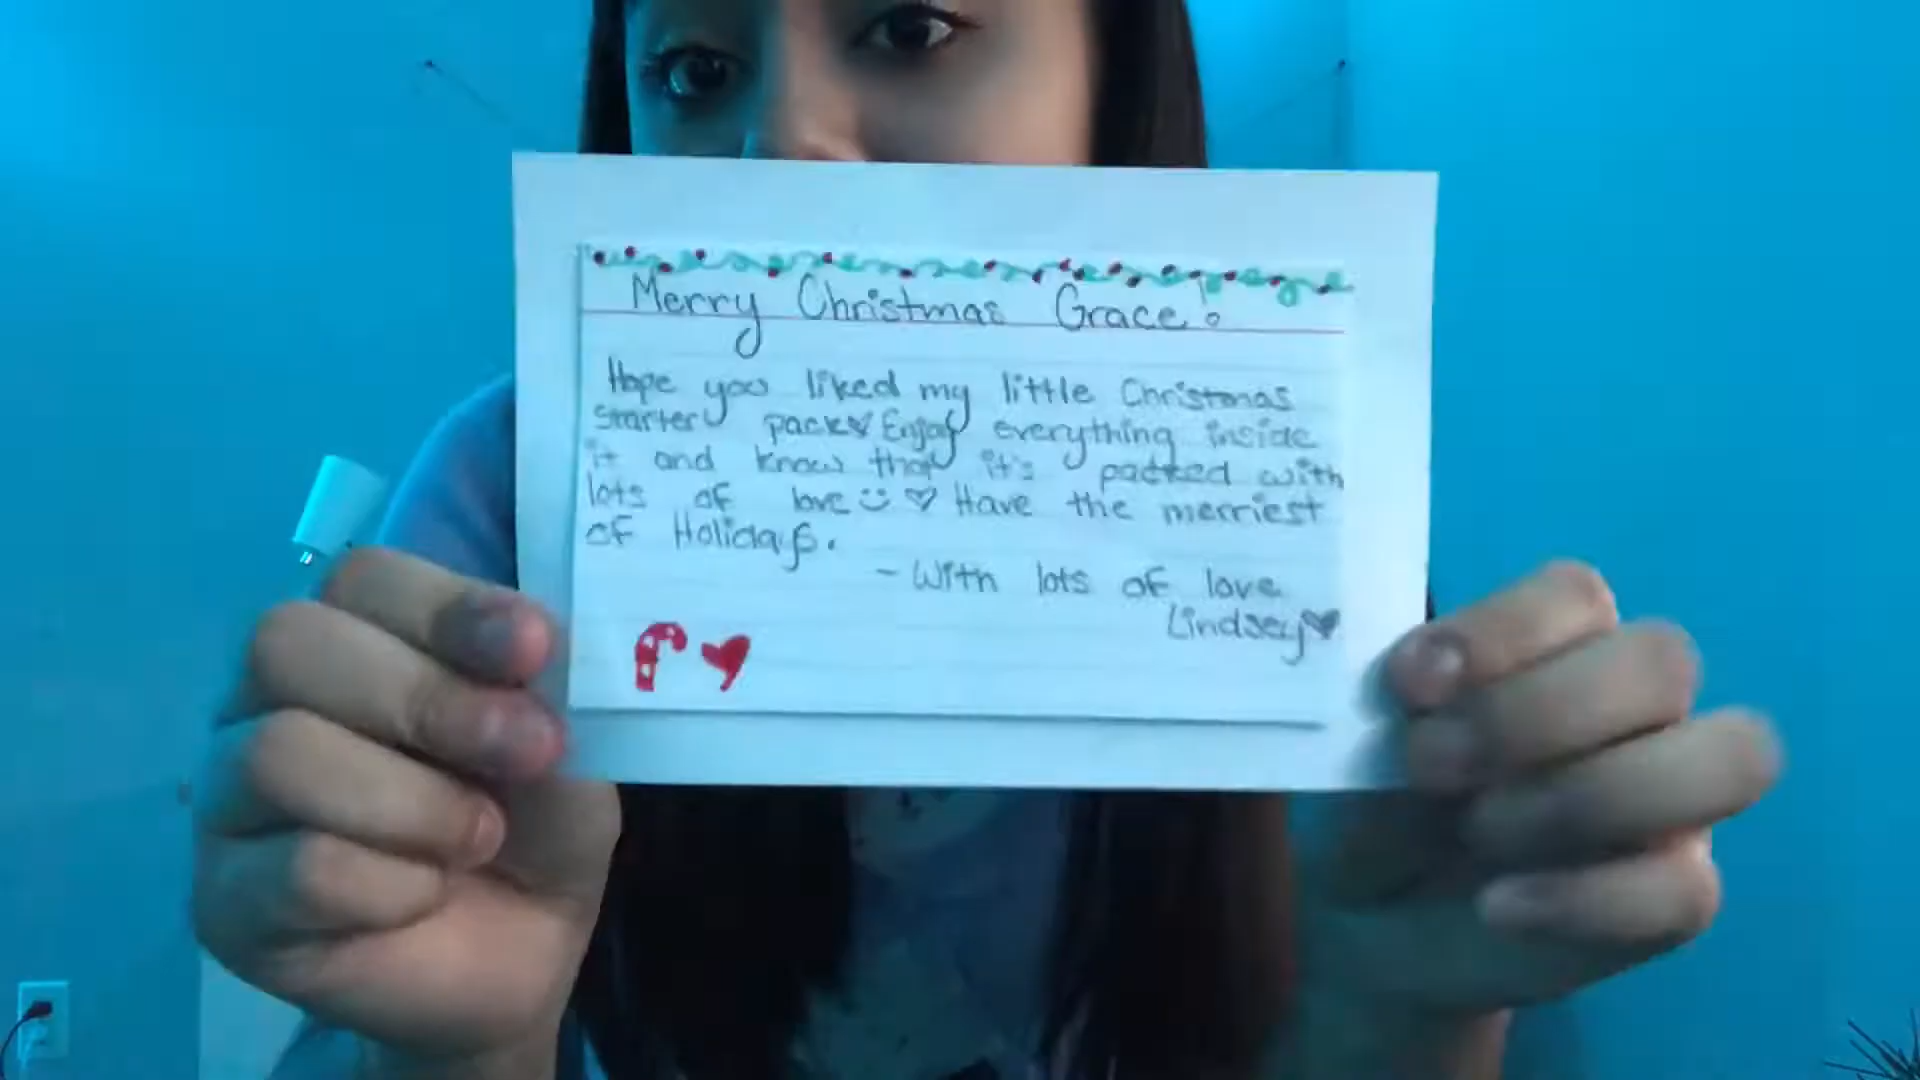 Merry Christmas Grace!
Hope you liked my little Christmas
starter pack♥ Enjoy everything inside
it and know that it's packed with
lots of love :) ♡ Have the merriest
of Holidays.
- With lots of love
Lindsey♥